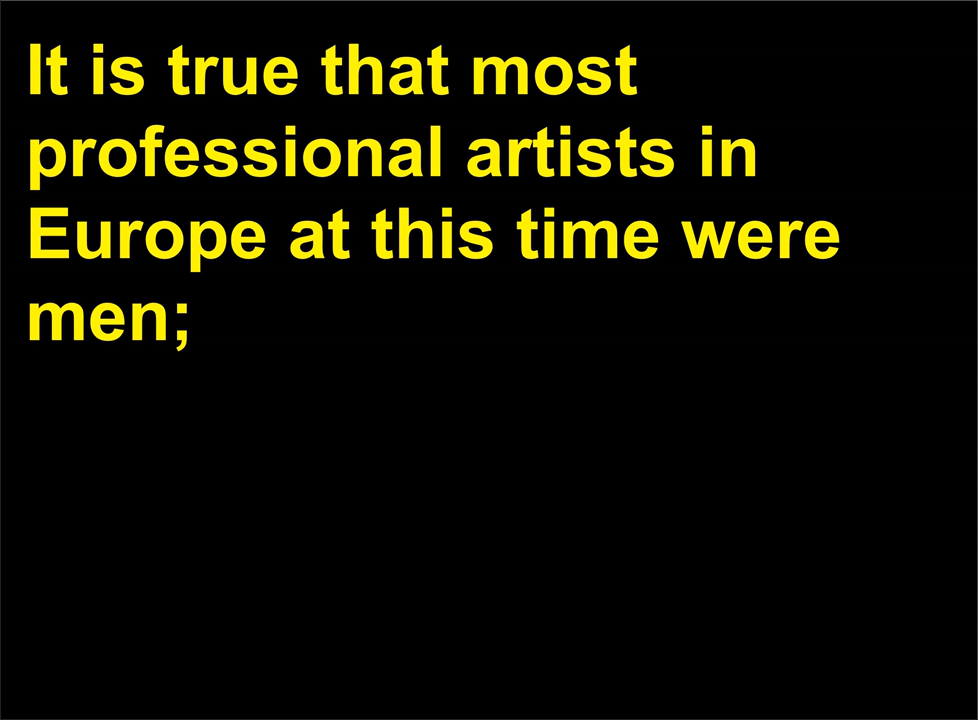 It is true that most
professional artists in
Europe at this time were
men;